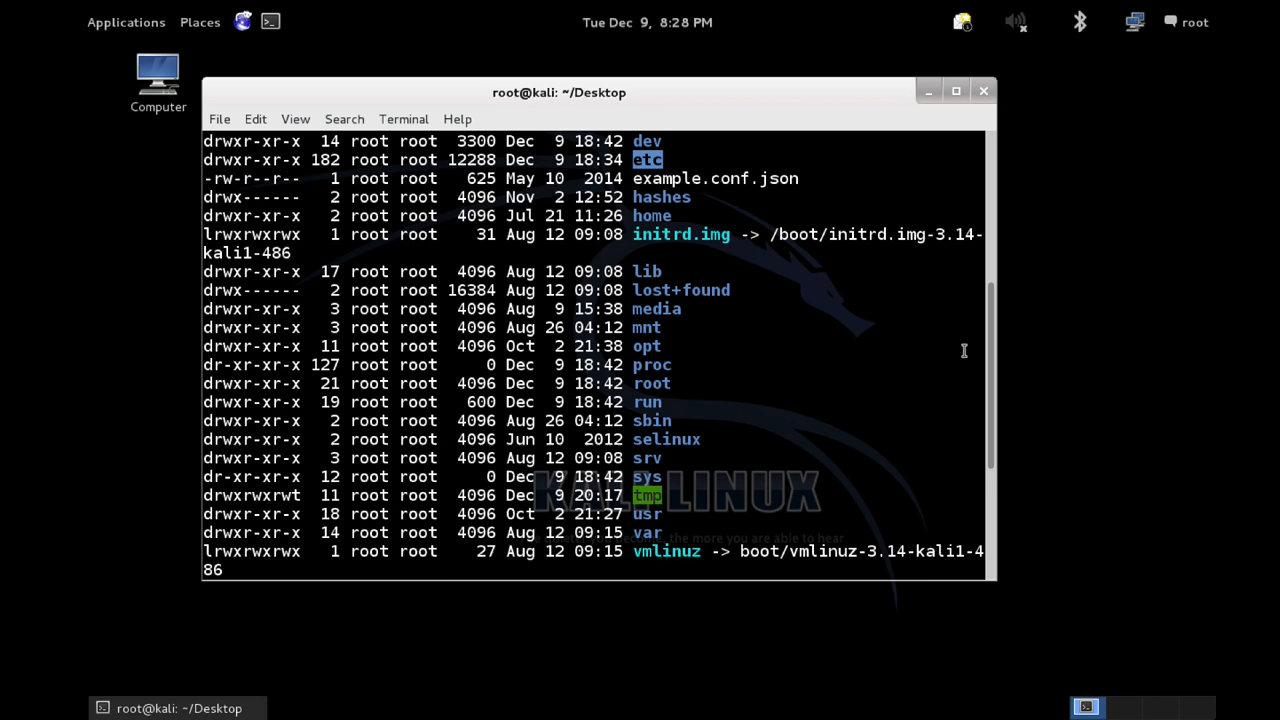 Applications Places Tue Dec 9, 8:28 PM root
Computer
root@kali: ~/Desktop
File Edit View Search Terminal Help
drwxr-xr-x 14 root root 3300 Dec 9 18:42 dev
drwxr-xr-x 182 root root 12288 Dec 9 18:34 etc
-rw-r--r-- 1 root root 625 May 10 2014 example.conf.json
drwx------ 2 root root 4096 Nov 2 12:52 hashes
drwxr-xr-x 2 root root 4096 Jul 21 11:26 home
lrwxrwxrwx 1 root root 31 Aug 12 09:08 initrd.img -> /boot/initrd.img-3.14-
kali1-486
drwxr-xr-x 17 root root 4096 Aug 12 09:08 lib
drwx------ 2 root root 16384 Aug 12 09:08 lost+found
drwxr-xr-x 3 root root 4096 Aug 9 15:38 media
drwxr-xr-x 3 root root 4096 Aug 26 04:12 mnt
drwxr-xr-x 11 root root 4096 Oct 2 21:38 opt
dr-xr-xr-x 127 root root 0 Dec 9 18:42 proc
drwxr-xr-x 21 root root 4096 Dec 9 18:42 root
drwxr-xr-x 19 root root 600 Dec 9 18:42 run
drwxr-xr-x 2 root root 4096 Aug 26 04:12 sbin
drwxr-xr-x 2 root root 4096 Jun 10 2012 selinux
drwxr-xr-x 3 root root 4096 Aug 12 09:08 srv
dr-xr-xr-x 12 root root 0 Dec 9 18:42 sys
drwxrwxrwt 11 root root 4096 Dec 9 20:17 tmp
KALI LINUX
drwxr-xr-x 18 root root 4096 Oct 2 21:27 usr
drwxr-xr-x 14 root root 4096 Aug 12 09:15 var
you become, the more you are able to hear
lrwxrwxrwx 1 root root 27 Aug 12 09:15 vmlinuz -> boot/vmlinuz-3.14-kali1-4
86
root@kali: ~/Desktop